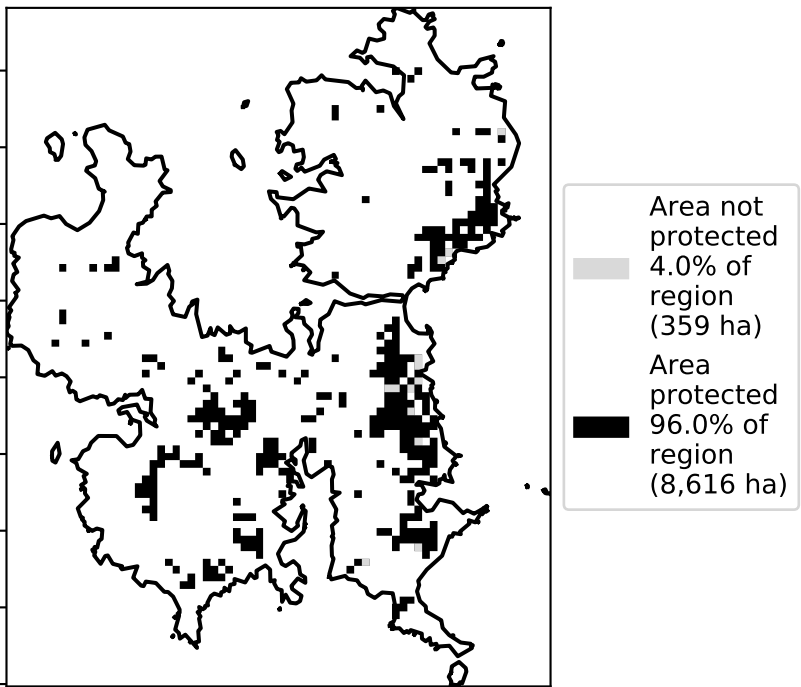 Area not
protected
4.0% of
region
(359 ha)
Area
protected
96.0% of
region
(8,616 ha)